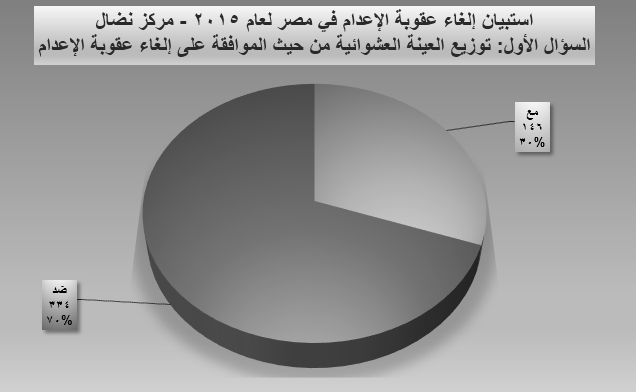 استبيان إلغاء عقوبة الإعدام في مصر لعام ٢٠١٥ - مركز نضال
السؤال الأول: توزيع العينة العشوائية من حيث الموافقة على إلغاء عقوبة الإعدام
مع
١٤٦
٣٠%
ضد
٣٣٤
٧٠%